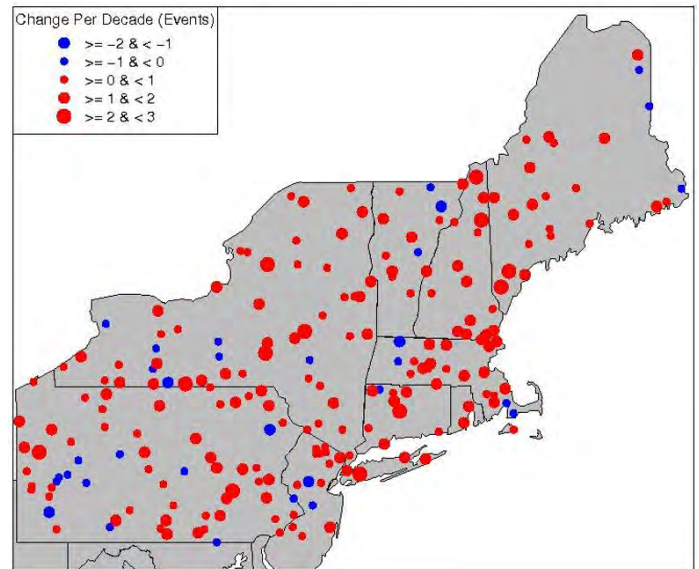 Change Per Decade (Events)
>= −2 & < −1
>= −1 & < 0
>= 0 & < 1
>= 1 & < 2
>= 2 & < 3